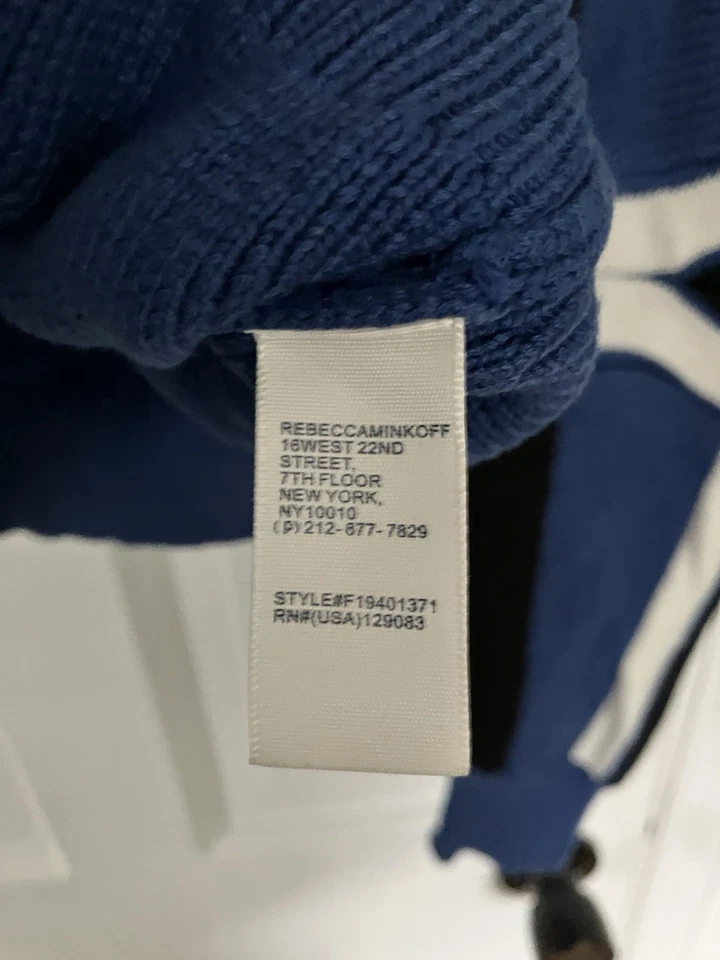 REBECCAMINKOFF
16WEST 22ND
STREET,
7TH FLOOR
NEW YORK,
NY10010
(P)212-677-7829
STYLE#F19401371
RN#(USA)129083